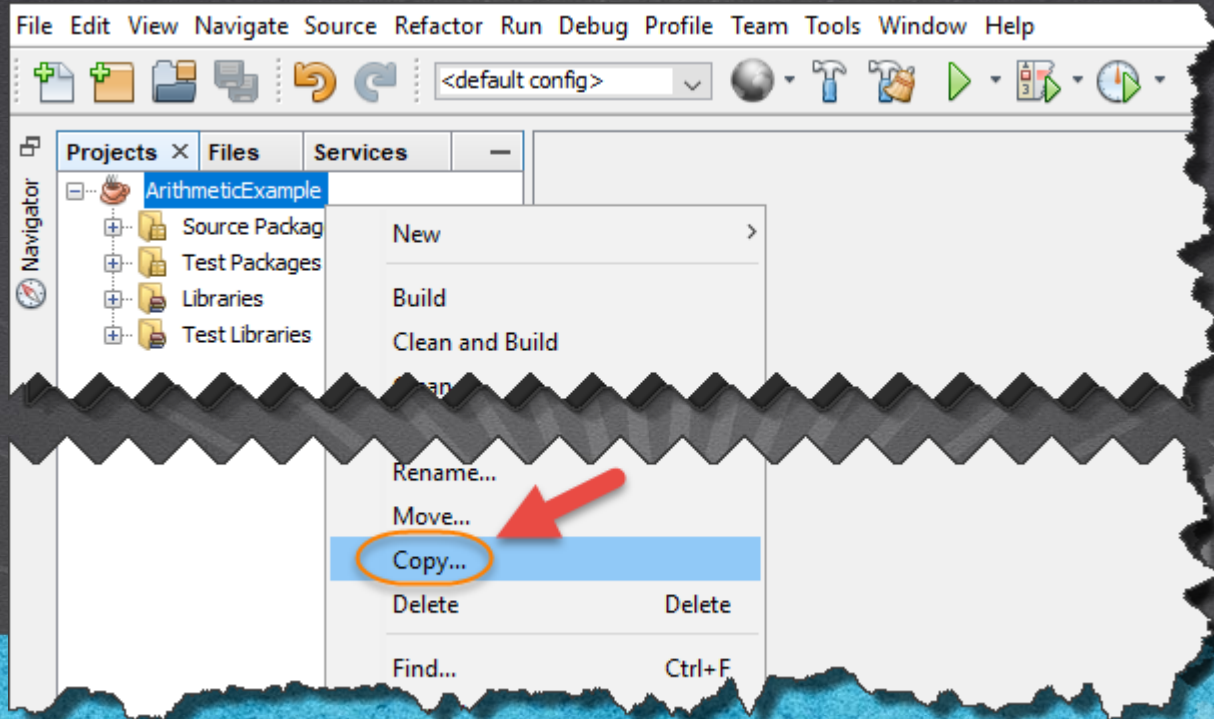 File Edit View Navigate Source Refactor Run Debug Profile Team Tools Window Help
<default config>
Projects Files Services
Navigator
ArithmeticExample
Source Packag
Test Packages
Libraries
Test Libraries
New
Build
Clean and Build
Rename...
Move...
Copy...
Delete Delete
Find... Ctrl+F